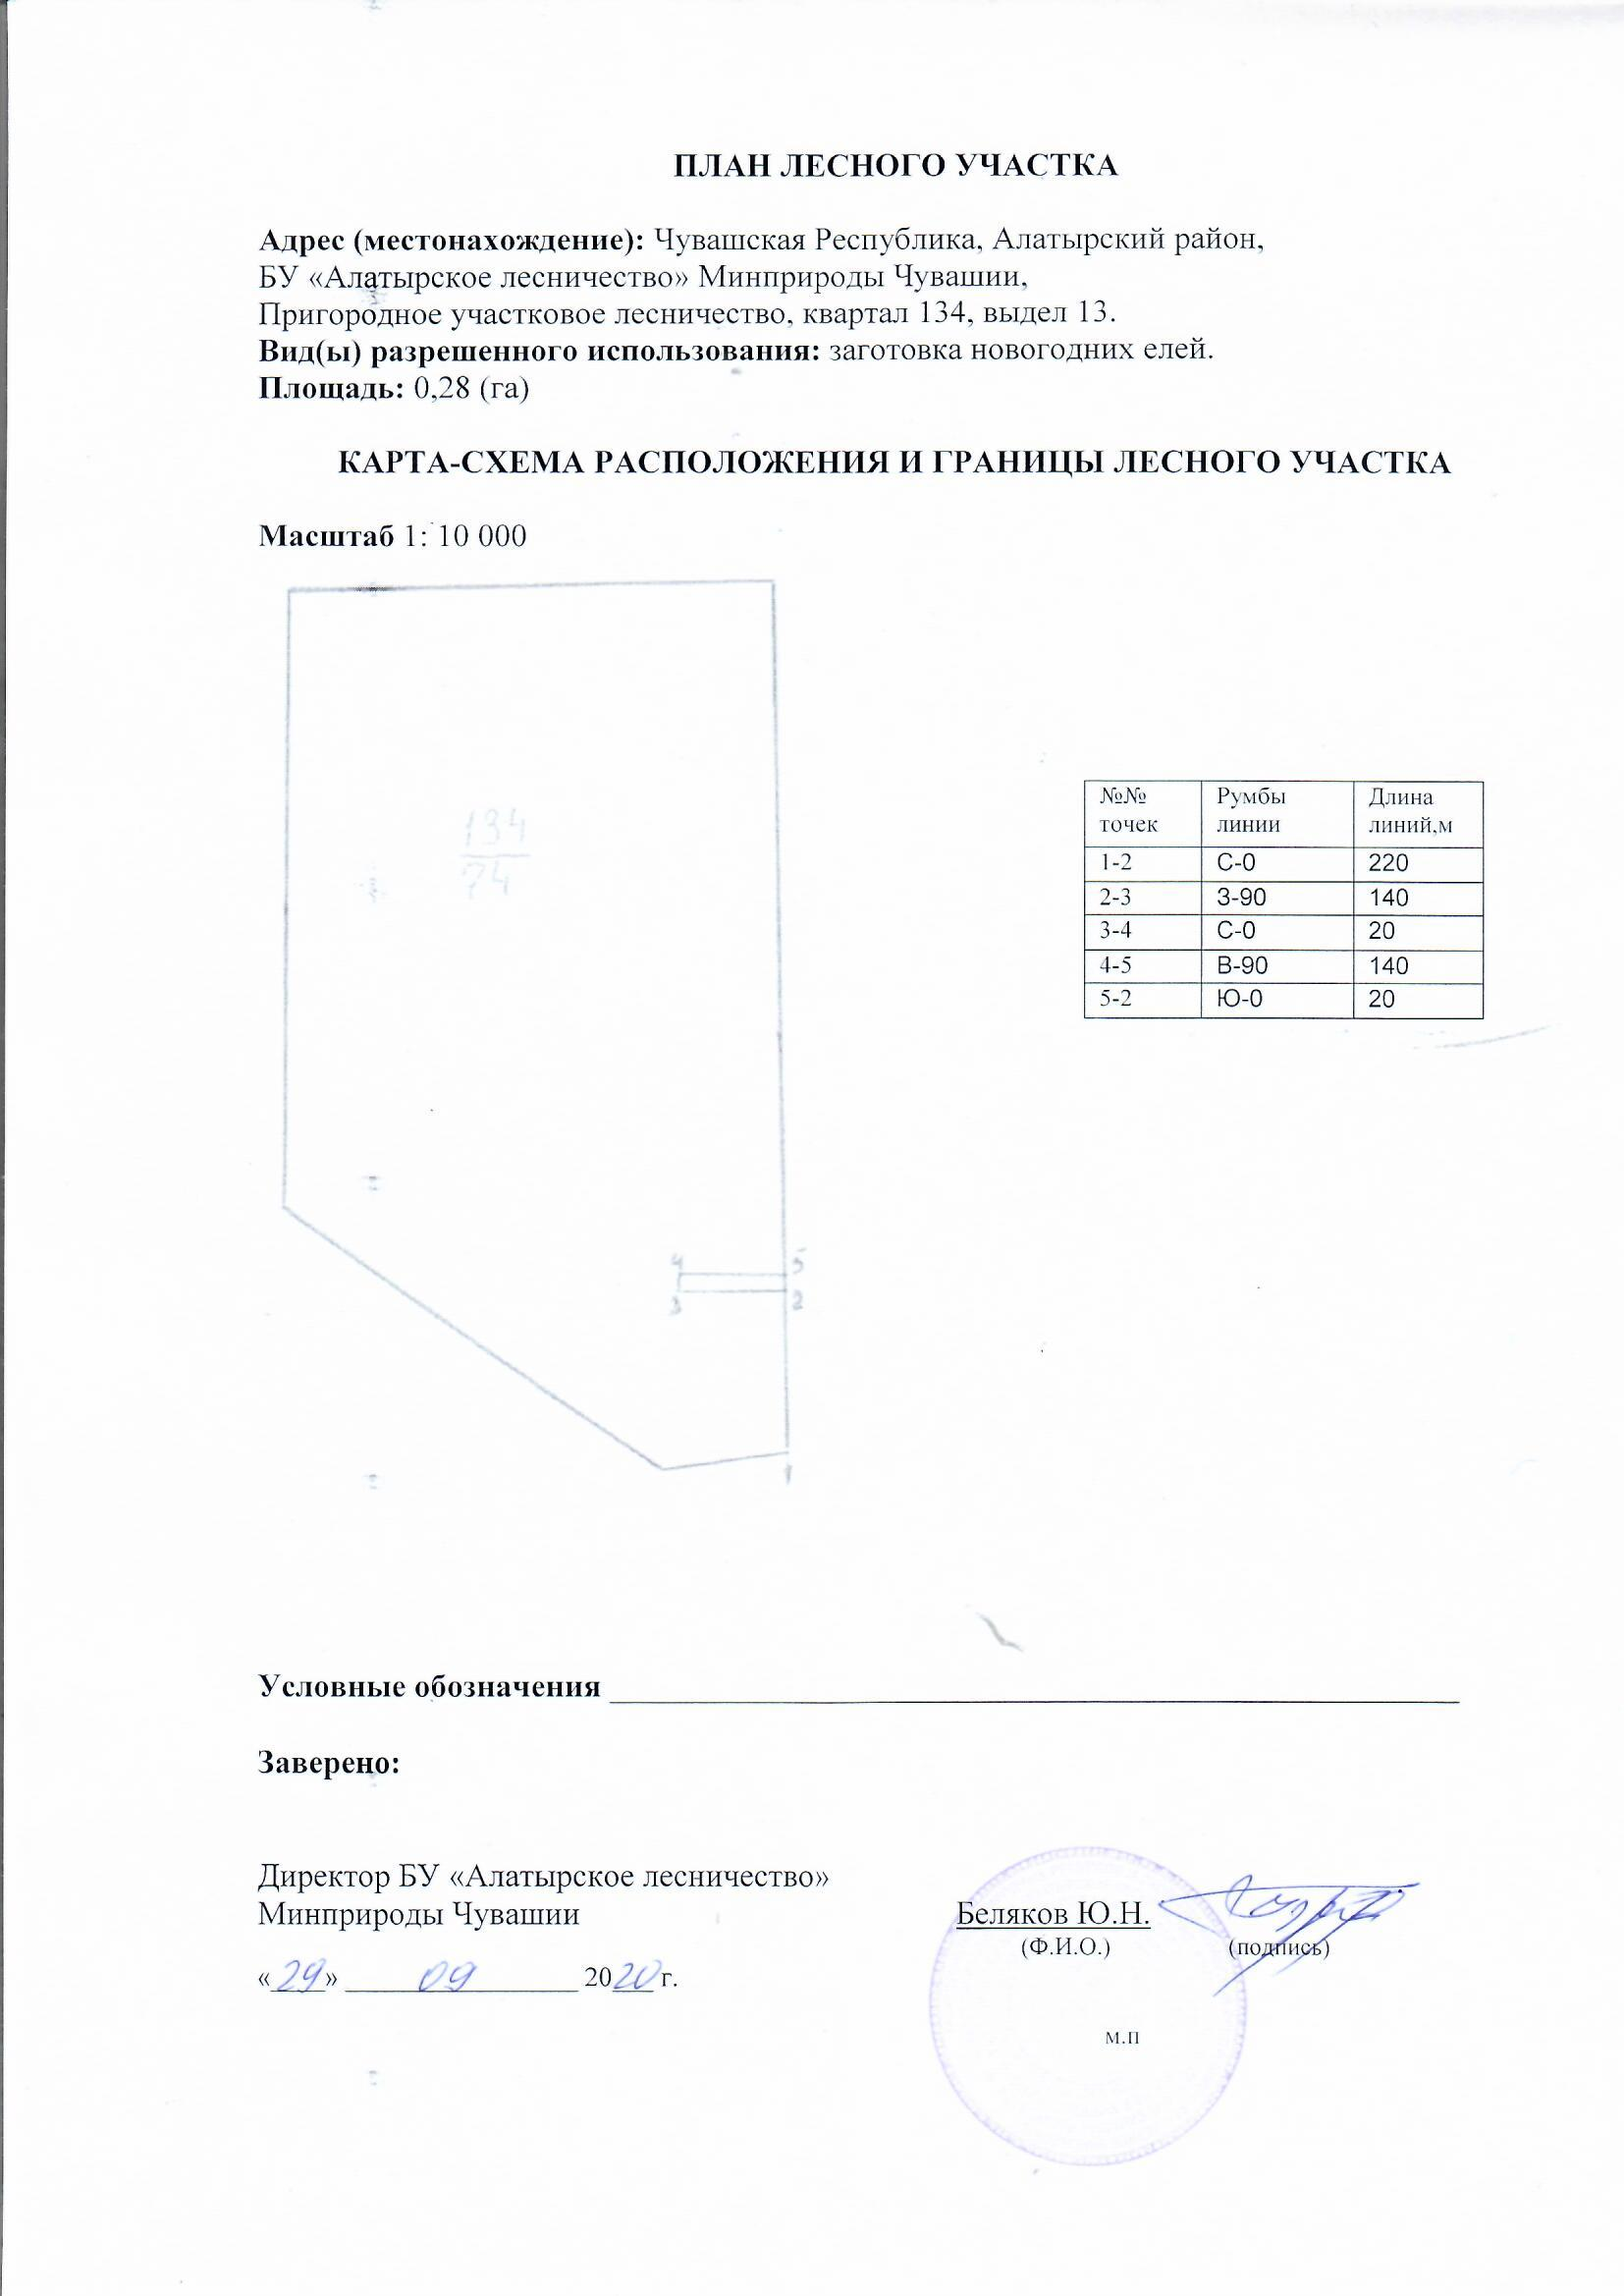 ПЛАН ЛЕСНОГО УЧАСТКА
Адрес (местонахождение): Чувашская Республика, Алатырский район,
БУ «Алатырское лесничество» Минприроды Чувашии,
Пригородное участковое лесничество, квартал 134, выдел 13.
Вид(ы) разрешенного использования: заготовка новогодних елей.
Площадь: 0,28 (га)
КАРТА-СХЕМА РАСПОЛОЖЕНИЯ И ГРАНИЦЫ ЛЕСНОГО УЧАСТКА
Масштаб 1: 10 000
134
74
№№ точек Румбы линии Длина линий,м
1-2 С-0 220
2-3 З-90 140
3-4 С-0 20
4-5 В-90 140
5-2 Ю-0 20
4 5
3 2
1
Условные обозначения
Заверено:
Директор БУ «Алатырское лесничество»
Минприроды Чувашии Беляков Ю.Н.
(Ф.И.О.) (подпись)
«29» 09 2020 г.
М.П